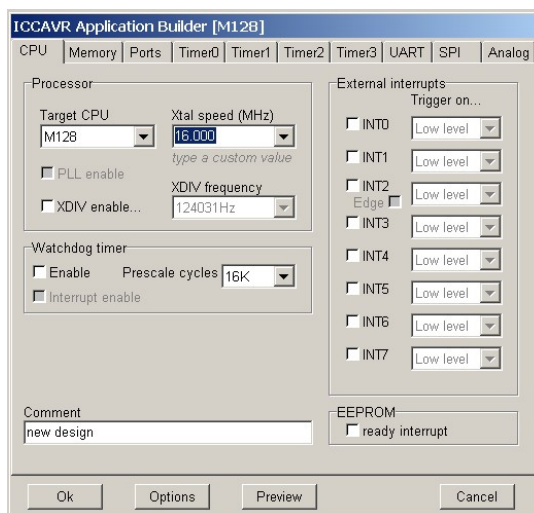 ICCAVR Application Builder [M128]
CPU Memory Ports Timer0 Timer1 Timer2 Timer3 UART SPI Analog
Processor
Target CPU Xtal speed (MHz)
M128 16.000
type a custom value
PLL enable
XDIV frequency
XDIV enable... 124031Hz
Watchdog timer
Enable Prescale cycles 16K
Interrupt enable
External interrupts
Trigger on...
INT0 Low level
INT1 Low level
INT2 Low level
Edge
INT3 Low level
INT4 Low level
INT5 Low level
INT6 Low level
INT7 Low level
Comment
new design
EEPROM
ready interrupt
Ok Options Preview Cancel